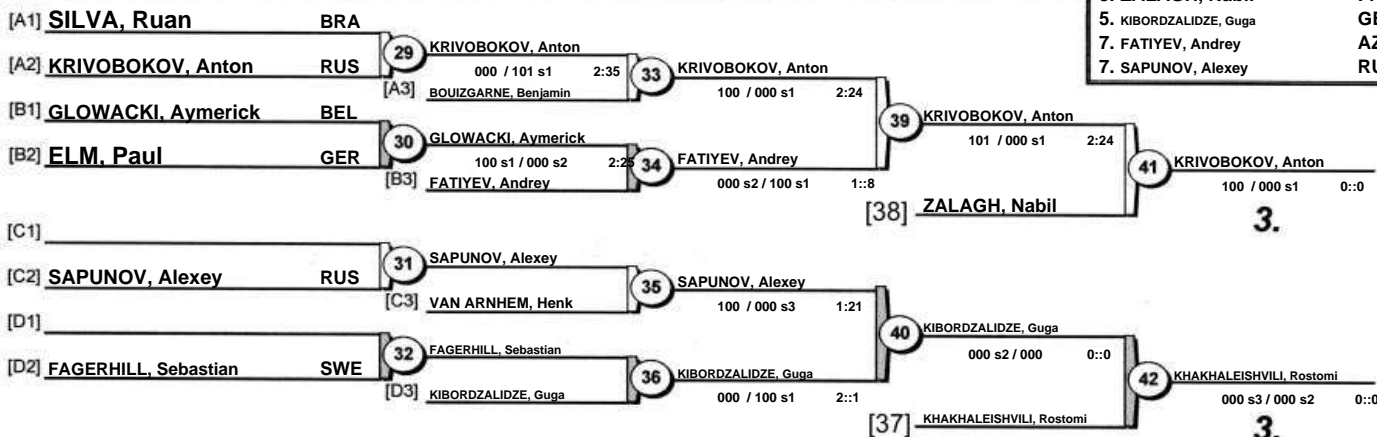 [A1] SILVA, Ruan BRA
5. KIBORDZALIDZE, Guga
7. FATIYEV, Andrey
7. SAPUNOV, Alexey
29 KRIVOBOKOV, Anton
[A2] KRIVOBOKOV, Anton RUS
000 / 101 s1 2:35
33 KRIVOBOKOV, Anton
[A3] BOUIZGARNE, Benjamin
100 / 000 s1 2:24
[B1] GLOWACKI, Aymerick BEL
39 KRIVOBOKOV, Anton
30 GLOWACKI, Aymerick
101 / 000 s1 2:24
[B2] ELM, Paul GER
100 s1 / 000 s2 2:25
34 FATIYEV, Andrey
41 KRIVOBOKOV, Anton
[B3] FATIYEV, Andrey
000 s2 / 100 s1 1::8
100 / 000 s1 0::0
[38] ZALAGH, Nabil
3.
[C1]
31 SAPUNOV, Alexey
[C2] SAPUNOV, Alexey RUS
35 SAPUNOV, Alexey
[C3] VAN ARNHEM, Henk
100 / 000 s3 1:21
[D1]
40 KIBORDZALIDZE, Guga
32 FAGERHILL, Sebastian
000 s2 / 000 0::0
[D2] FAGERHILL, Sebastian SWE
36 KIBORDZALIDZE, Guga
42 KHAKHALEISHVILI, Rostomi
[D3] KIBORDZALIDZE, Guga
000 / 100 s1 2::1
000 s3 / 000 s2 0::0
[37] KHAKHALEISHVILI, Rostomi
3.